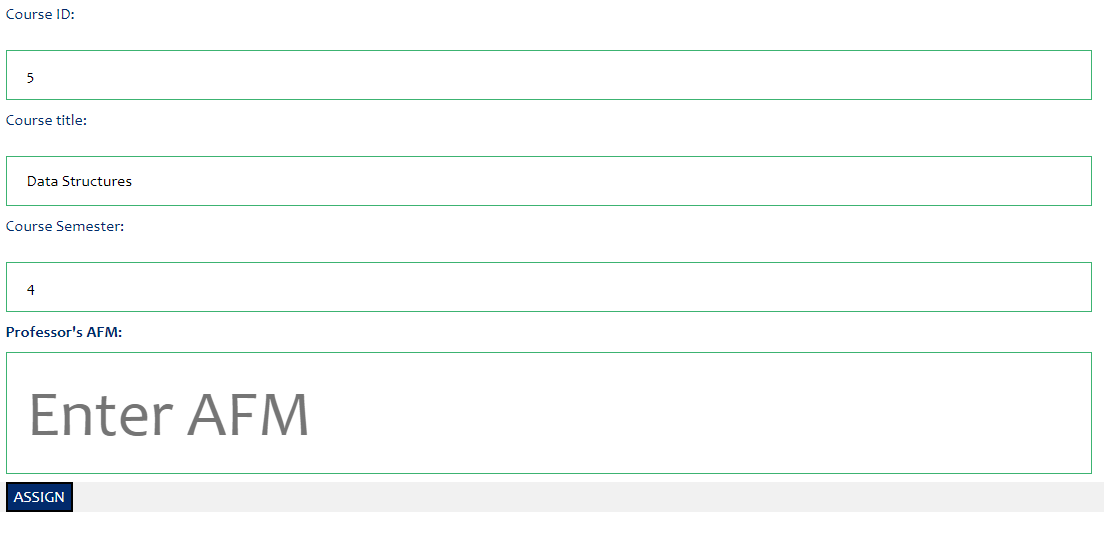 Course ID:
5
Course title:
Data Structures
Course Semester:
4
Professor's AFM:
Enter AFM
ASSIGN